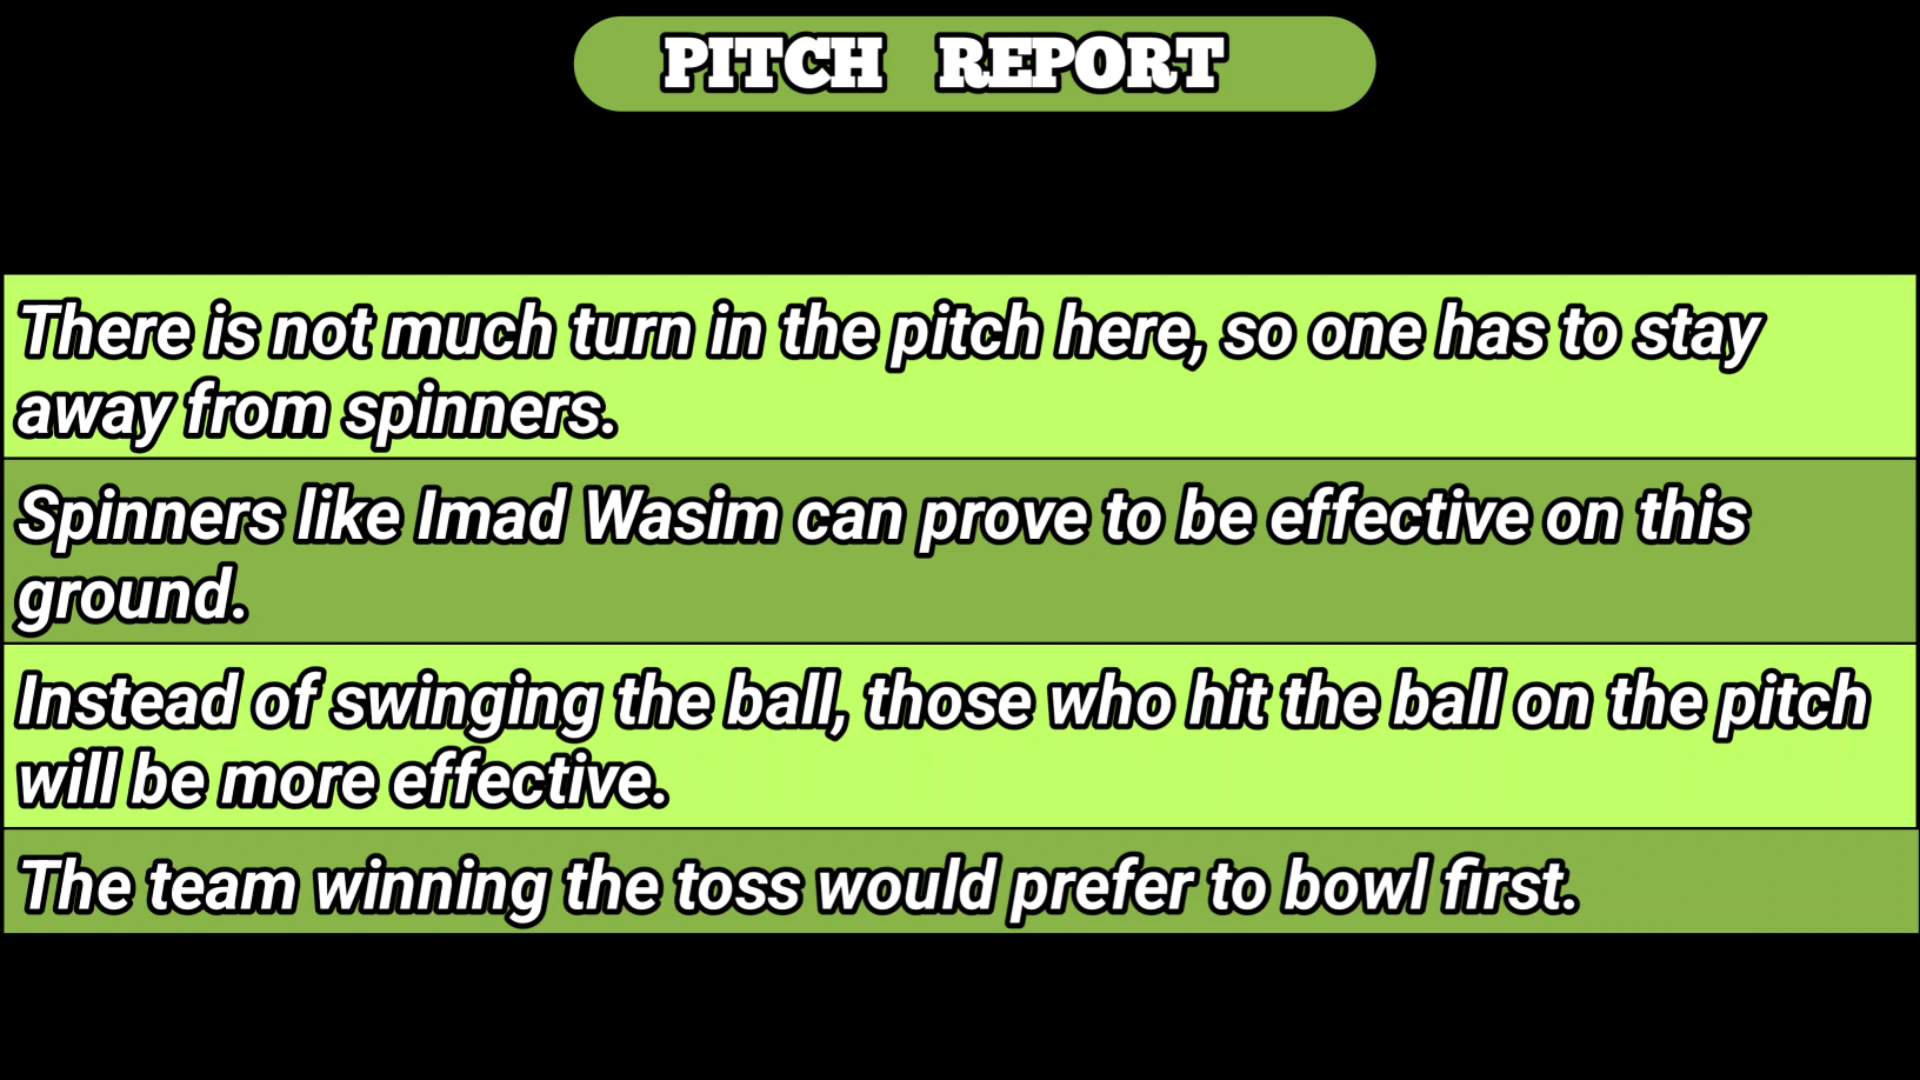 PITCH REPORT
There is not much turn in the pitch here, so one has to stay
away from spinners.
Spinners like Imad Wasim can prove to be effective on this
ground.
Instead of swinging the ball, those who hit the ball on the pitch
will be more effective.
The team winning the toss would prefer to bowl first.